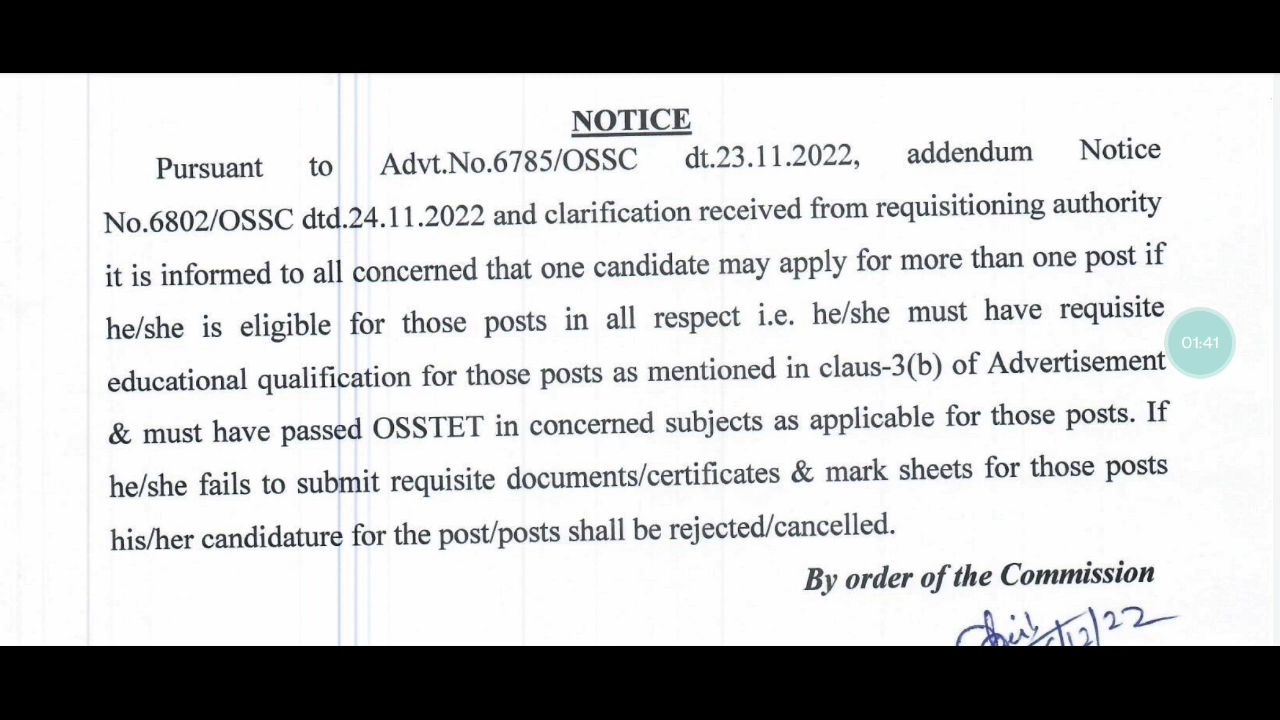 NOTICE
Pursuant to Advt.No.6785/OSSC dt.23.11.2022, addendum Notice
No.6802/OSSC dtd.24.11.2022 and clarification received from requisitioning authority
it is informed to all concerned that one candidate may apply for more than one post if
he/she is eligible for those posts in all respect i.e. he/she must have requisite
educational qualification for those posts as mentioned in claus-3(b) of Advertisement
& must have passed OSSTET in concerned subjects as applicable for those posts. If
he/she fails to submit requisite documents/certificates & mark sheets for those posts
his/her candidature for the post/posts shall be rejected/cancelled.
By order of the Commission
/12/22
01:41